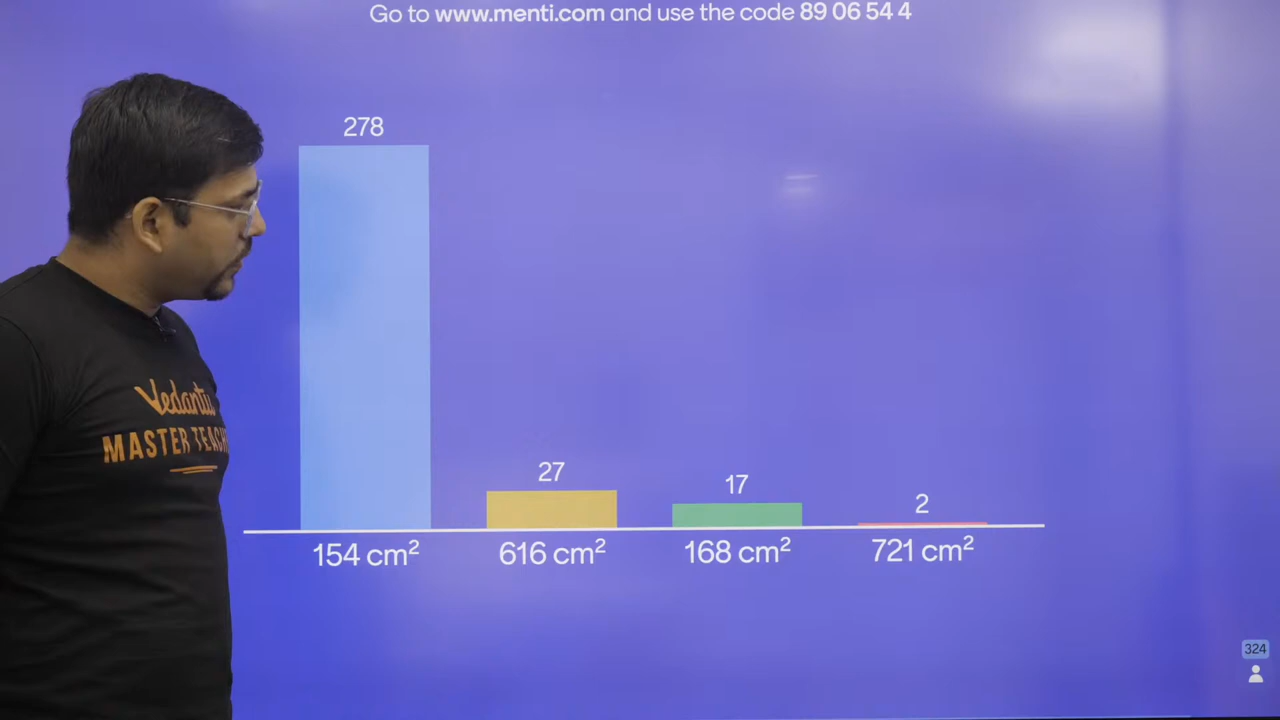 Go to www.menti.com and use the code 89 06 54 4
278
27
17
2
154 cm²
616 cm²
168 cm²
721 cm²
324
Vedantu
MASTER TEACH